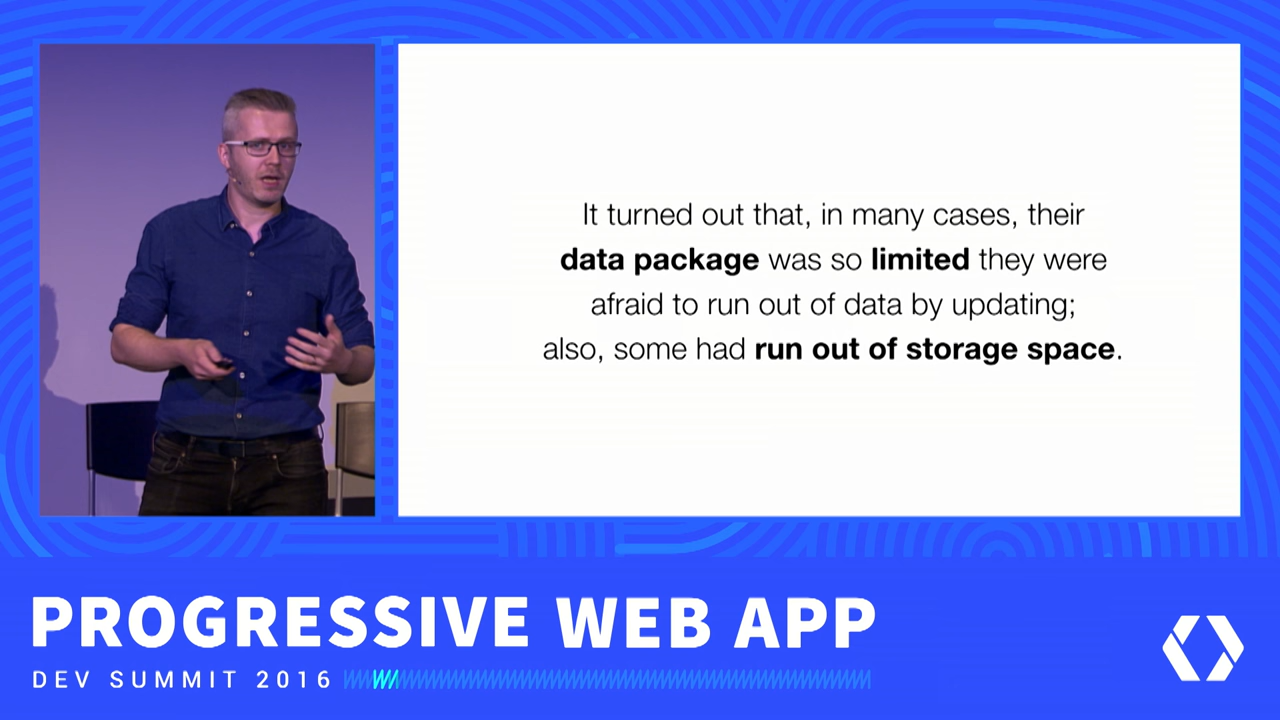 It turned out that, in many cases, their
data package was so limited they were
afraid to run out of data by updating;
also, some had run out of storage space.
PROGRESSIVE WEB APP
DEV SUMMIT 2016